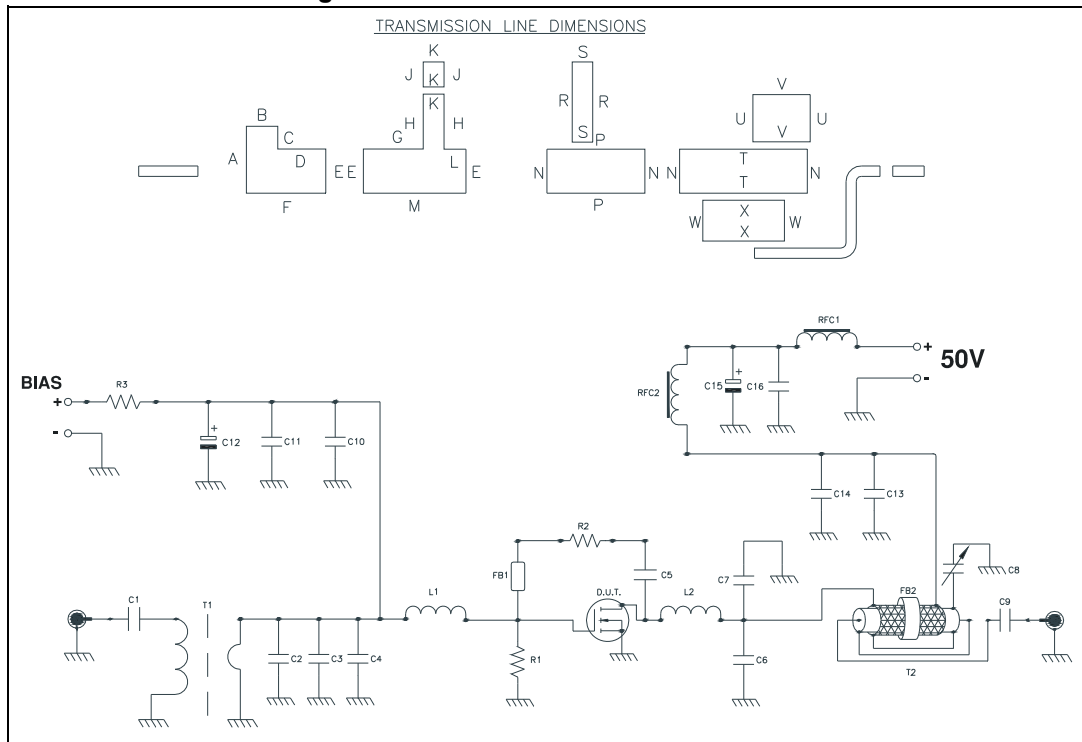 TRANSMISSION LINE DIMENSIONS
K
J K J
K
B
C
A D
F
H H
G L
E E E
M
S
R R
S
P
N N N N
P
T
T
V
U U
V
X
W W
X
RFC1
+
50V
-
RFC2
+
C15
C16
BIAS
+
R3
-
+
C12
C11
C10
C14
C13
R2
FB1
C5
D.U.T.
L1
L2
C7
C8
FB2
C9
C1
T1
C2
C3
C4
R1
C6
T2